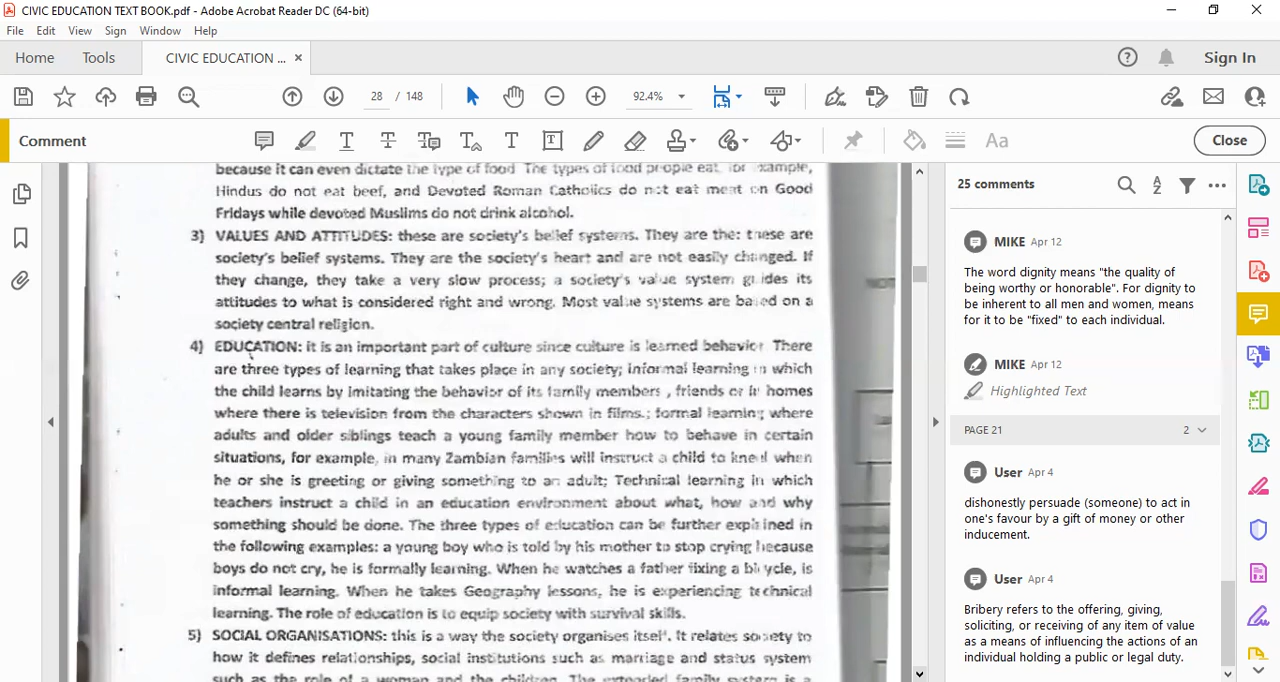 CIVIC EDUCATION TEXT BOOK.pdf - Adobe Acrobat Reader DC (64-bit)
File Edit View Sign Window Help
Home Tools CIVIC EDUCATION ... × Sign In
28 / 148 92.4%
Comment Close
because it can even dictate the type of food The types of food people eat, for example,
Hindus do not eat beef, and Devoted Roman Catholics do not eat meat on Good
Fridays while devoted Muslims do not drink alcohol.
3) VALUES AND ATTITUDES: these are society's belief systems. They are the: these are
society's belief systems. They are the society's heart and are not easily changed. If
they change, they take a very slow process; a society's value system guides its
attitudes to what is considered right and wrong. Most value systems are based on a
society central religion.
4) EDUCATION: it is an important part of culture since culture is learned behavior There
are three types of learning that takes place in any society; informal learning in which
the child learns by imitating the behavior of its family members , friends or in homes
where there is television from the characters shown in films.; formal learning where
adults and older siblings teach a young family member how to behave in certain
situations, for example, in many Zambian families will instruct a child to kneel when
he or she is greeting or giving something to an adult; Technical learning in which
teachers instruct a child in an education environment about what, how and why
something should be done. The three types of education can be further explained in
the following examples: a young boy who is told by his mother to stop crying because
boys do not cry, he is formally learning. When he watches a father fixing a bicycle, is
informal learning. When he takes Geography lessons, he is experiencing technical
learning. The role of education is to equip society with survival skills.
5) SOCIAL ORGANISATIONS: this is a way the society organises itself. It relates society to
how it defines relationships, social institutions such as marriage and status system
such as the role of a woman and the children. The extended family system is a
25 comments
MIKE Apr 12
The word dignity means "the quality of
being worthy or honorable". For dignity to
be inherent to all men and women, means
for it to be "fixed" to each individual.
MIKE Apr 12
Highlighted Text
PAGE 21 2
User Apr 4
dishonestly persuade (someone) to act in
one's favour by a gift of money or other
inducement.
User Apr 4
Bribery refers to the offering, giving,
soliciting, or receiving of any item of value
as a means of influencing the actions of an
individual holding a public or legal duty.